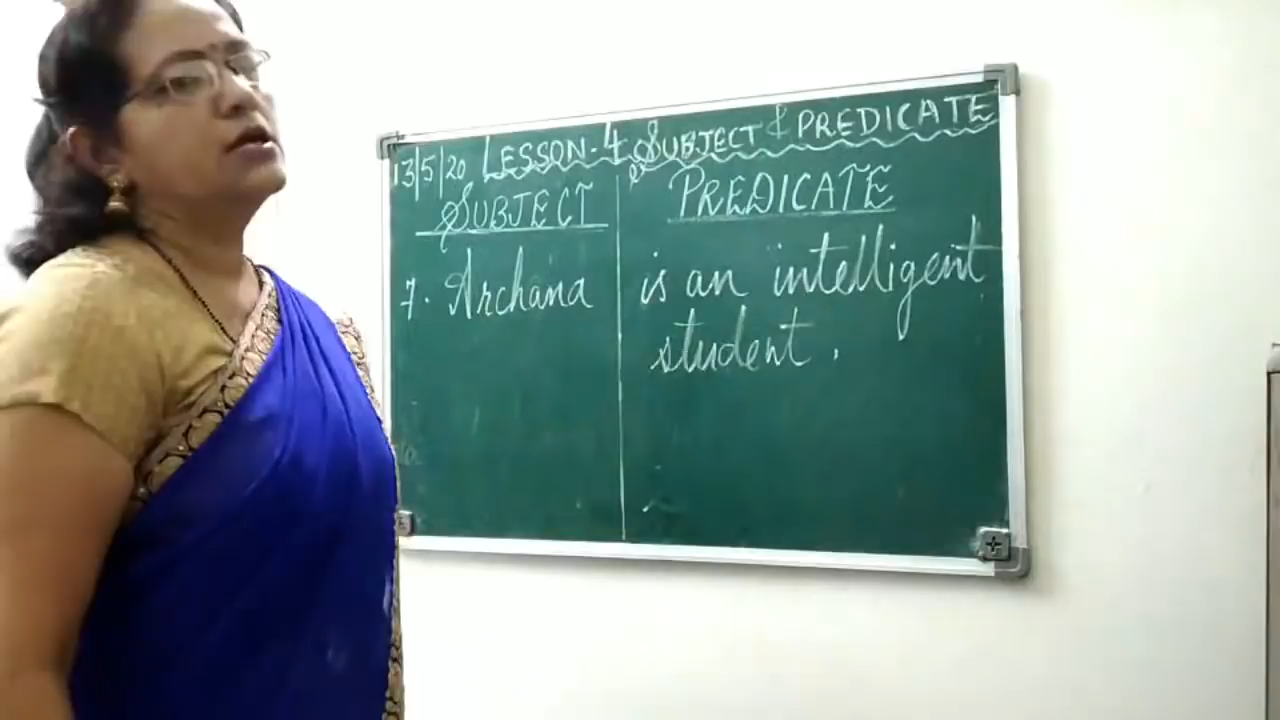 13/5/20 LESSON-4 SUBJECT & PREDICATE
SUBJECT PREDICATE
7. Archana is an intelligent
student.